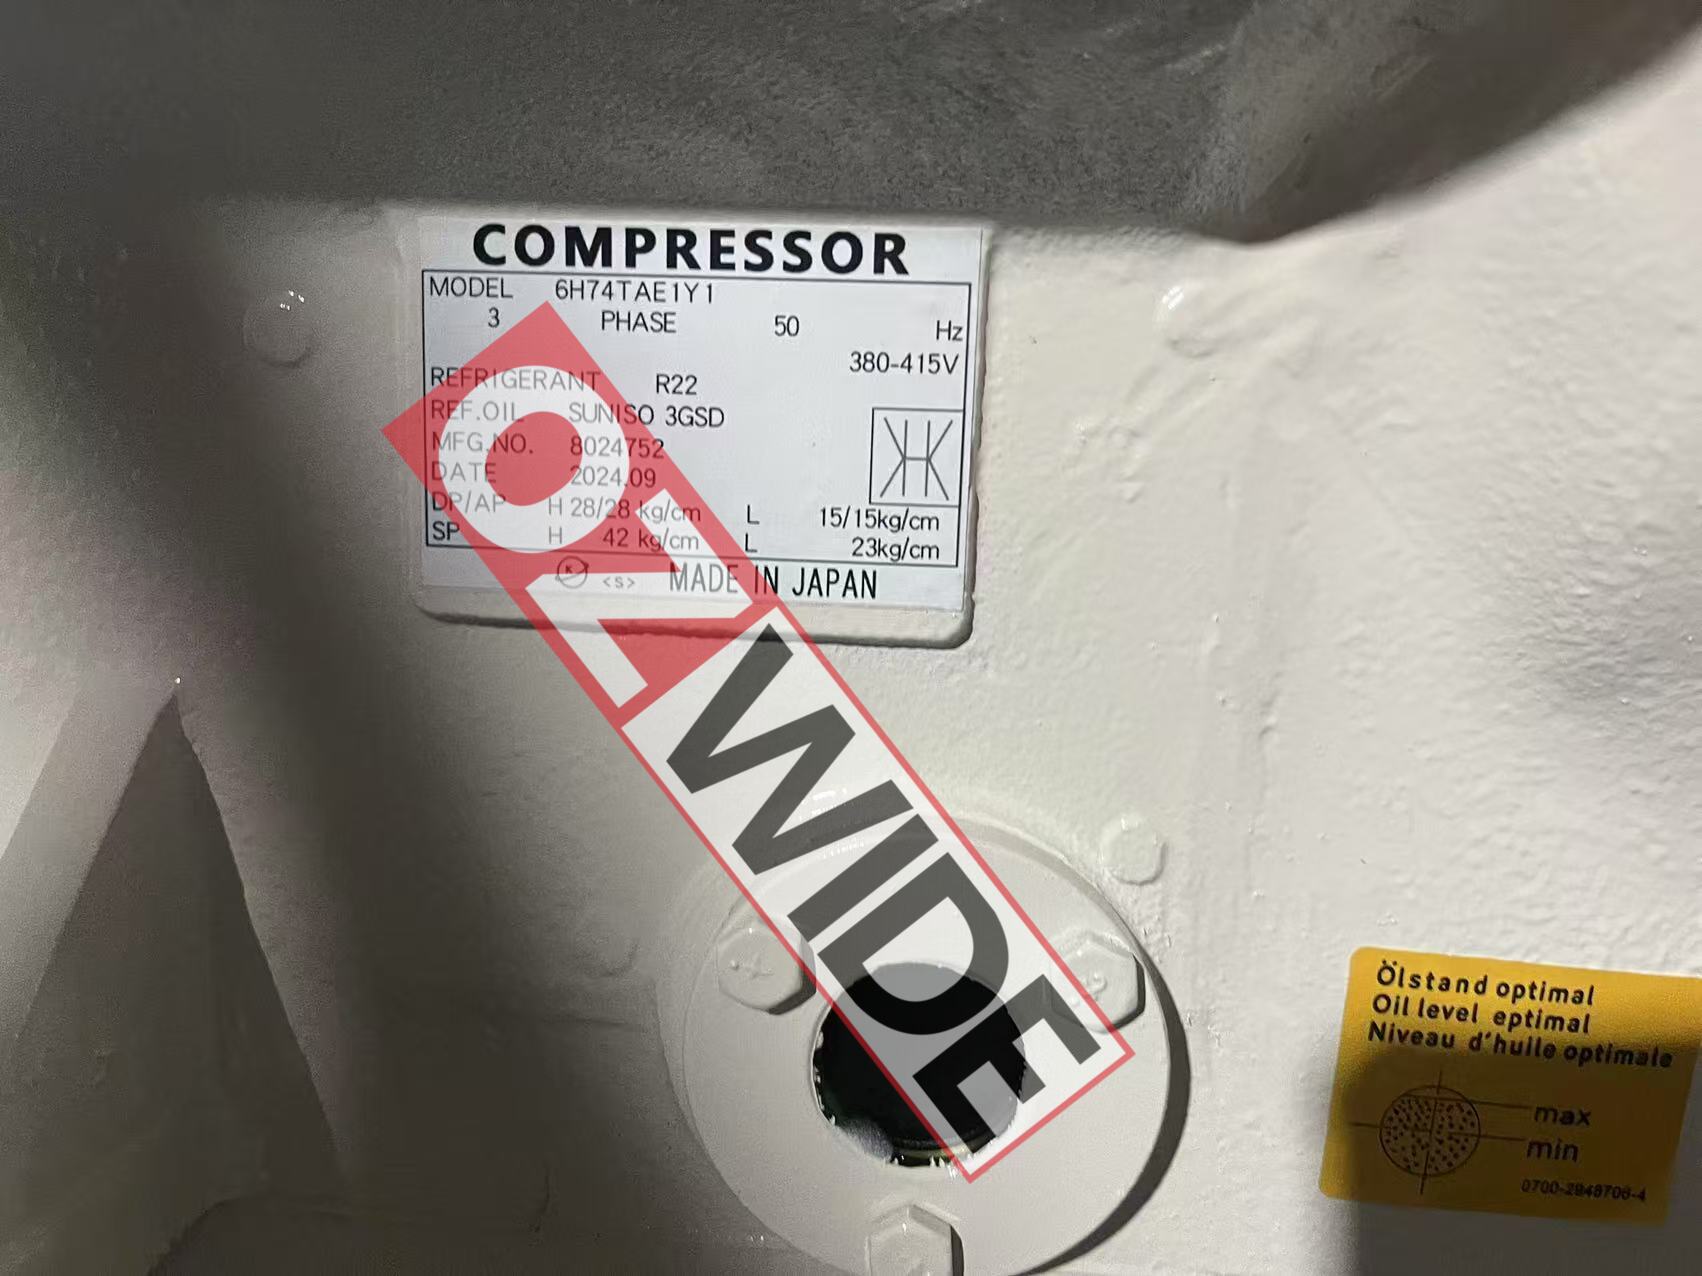 COMPRESSOR
MODEL 6H74TAE1Y1
3 PHASE 50 Hz
380-415V
REFRIGERANT R22
REF.OIL SUNISO 3GSD
MFG.NO. 8024752
DATE 2024.09
DP/AP H 28/28 kg/cm L 15/15kg/cm
SP H 42 kg/cm L 23kg/cm
K <S> MADE IN JAPAN
OZWIDE
Ölstand optimal
Oil level eptimal
Niveau d'huile optimale
max
min
0700-2948706-4